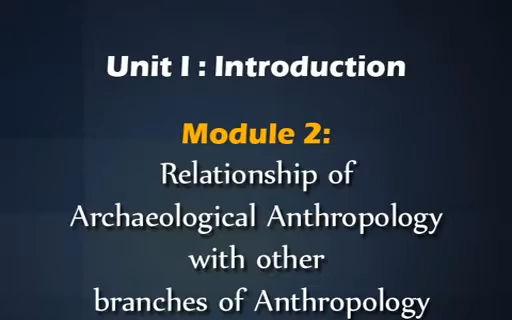 Unit I : Introduction
Module 2:
Relationship of
Archaeological Anthropology
with other
branches of Anthropology